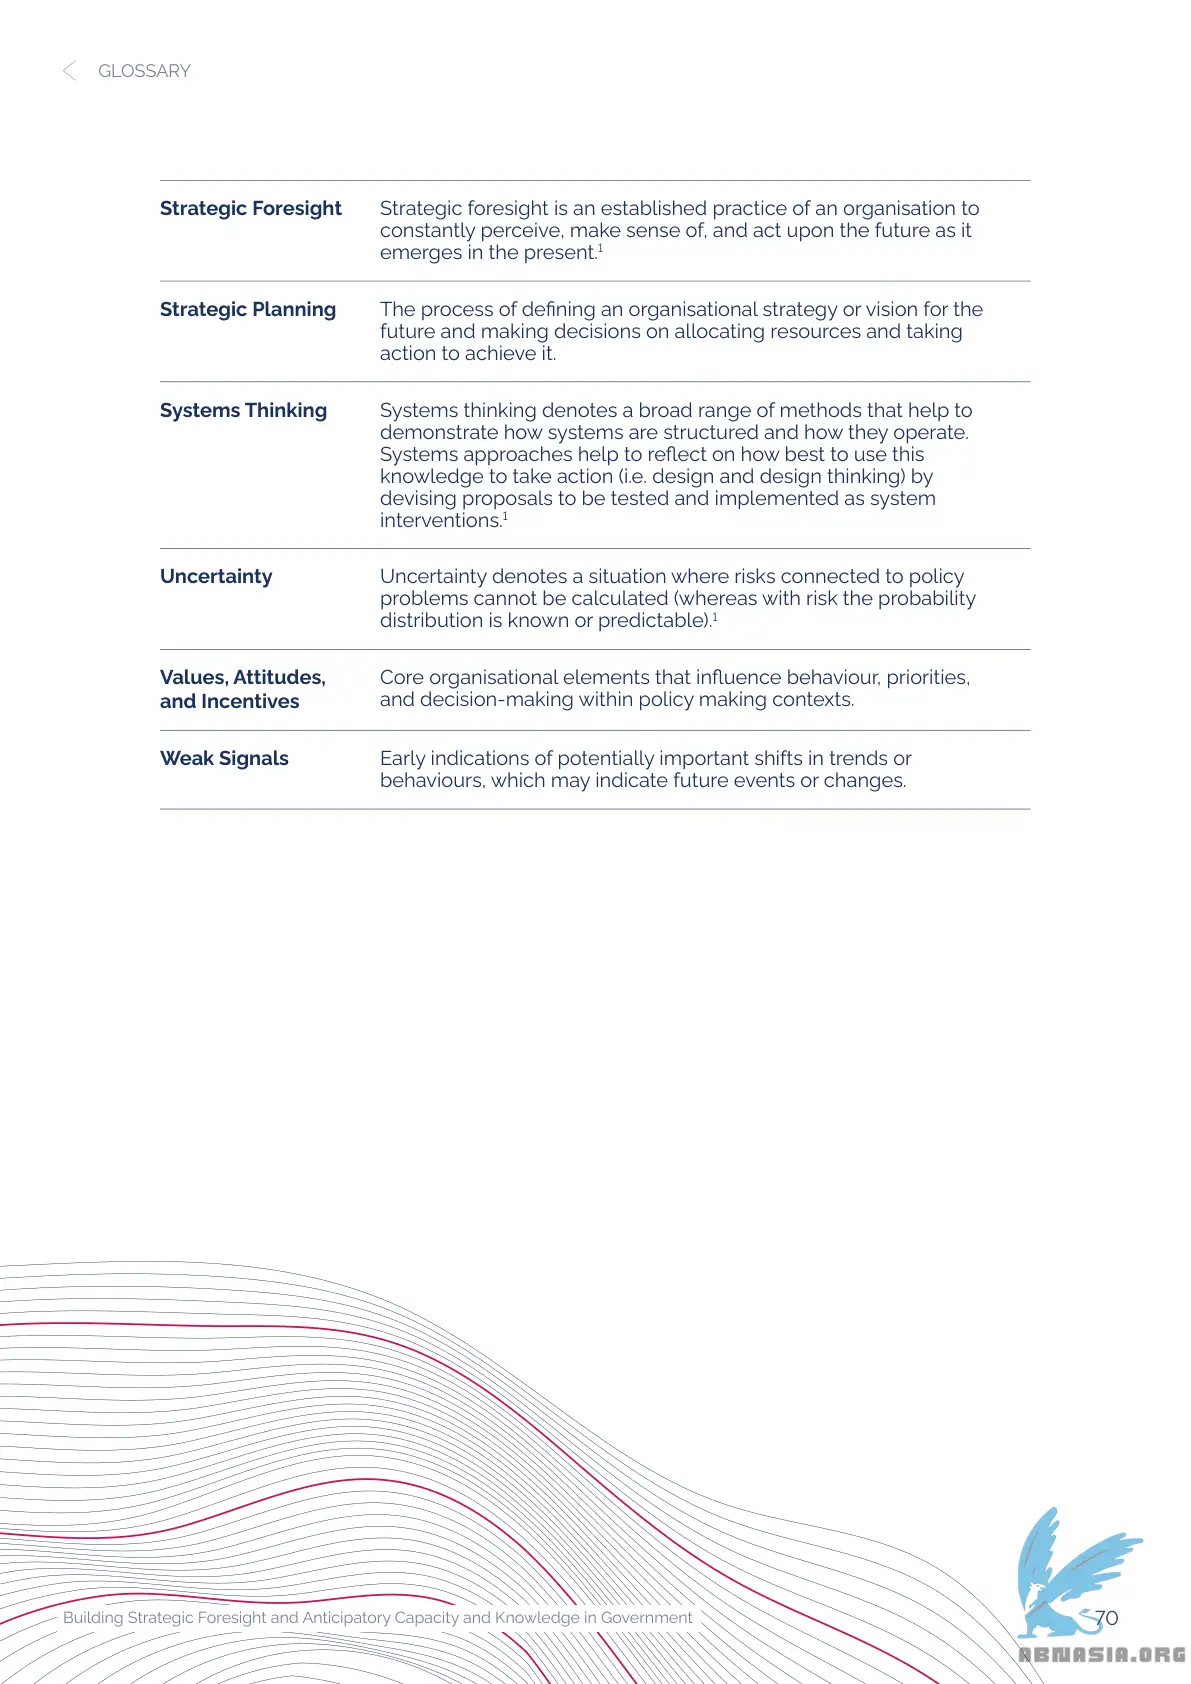 GLOSSARY
Strategic Foresight
Strategic foresight is an established practice of an organisation to
constantly perceive, make sense of, and act upon the future as it
emerges in the present.1
Strategic Planning
The process of defining an organisational strategy or vision for the
future and making decisions on allocating resources and taking
action to achieve it.
Systems Thinking
Systems thinking denotes a broad range of methods that help to
demonstrate how systems are structured and how they operate.
Systems approaches help to reflect on how best to use this
knowledge to take action (i.e. design and design thinking) by
devising proposals to be tested and implemented as system
interventions.1
Uncertainty
Uncertainty denotes a situation where risks connected to policy
problems cannot be calculated (whereas with risk the probability
distribution is known or predictable).1
Values, Attitudes,
and Incentives
Core organisational elements that influence behaviour, priorities,
and decision-making within policy making contexts.
Weak Signals
Early indications of potentially important shifts in trends or
behaviours, which may indicate future events or changes.
Building Strategic Foresight and Anticipatory Capacity and Knowledge in Government
70
ABNASIA.ORG